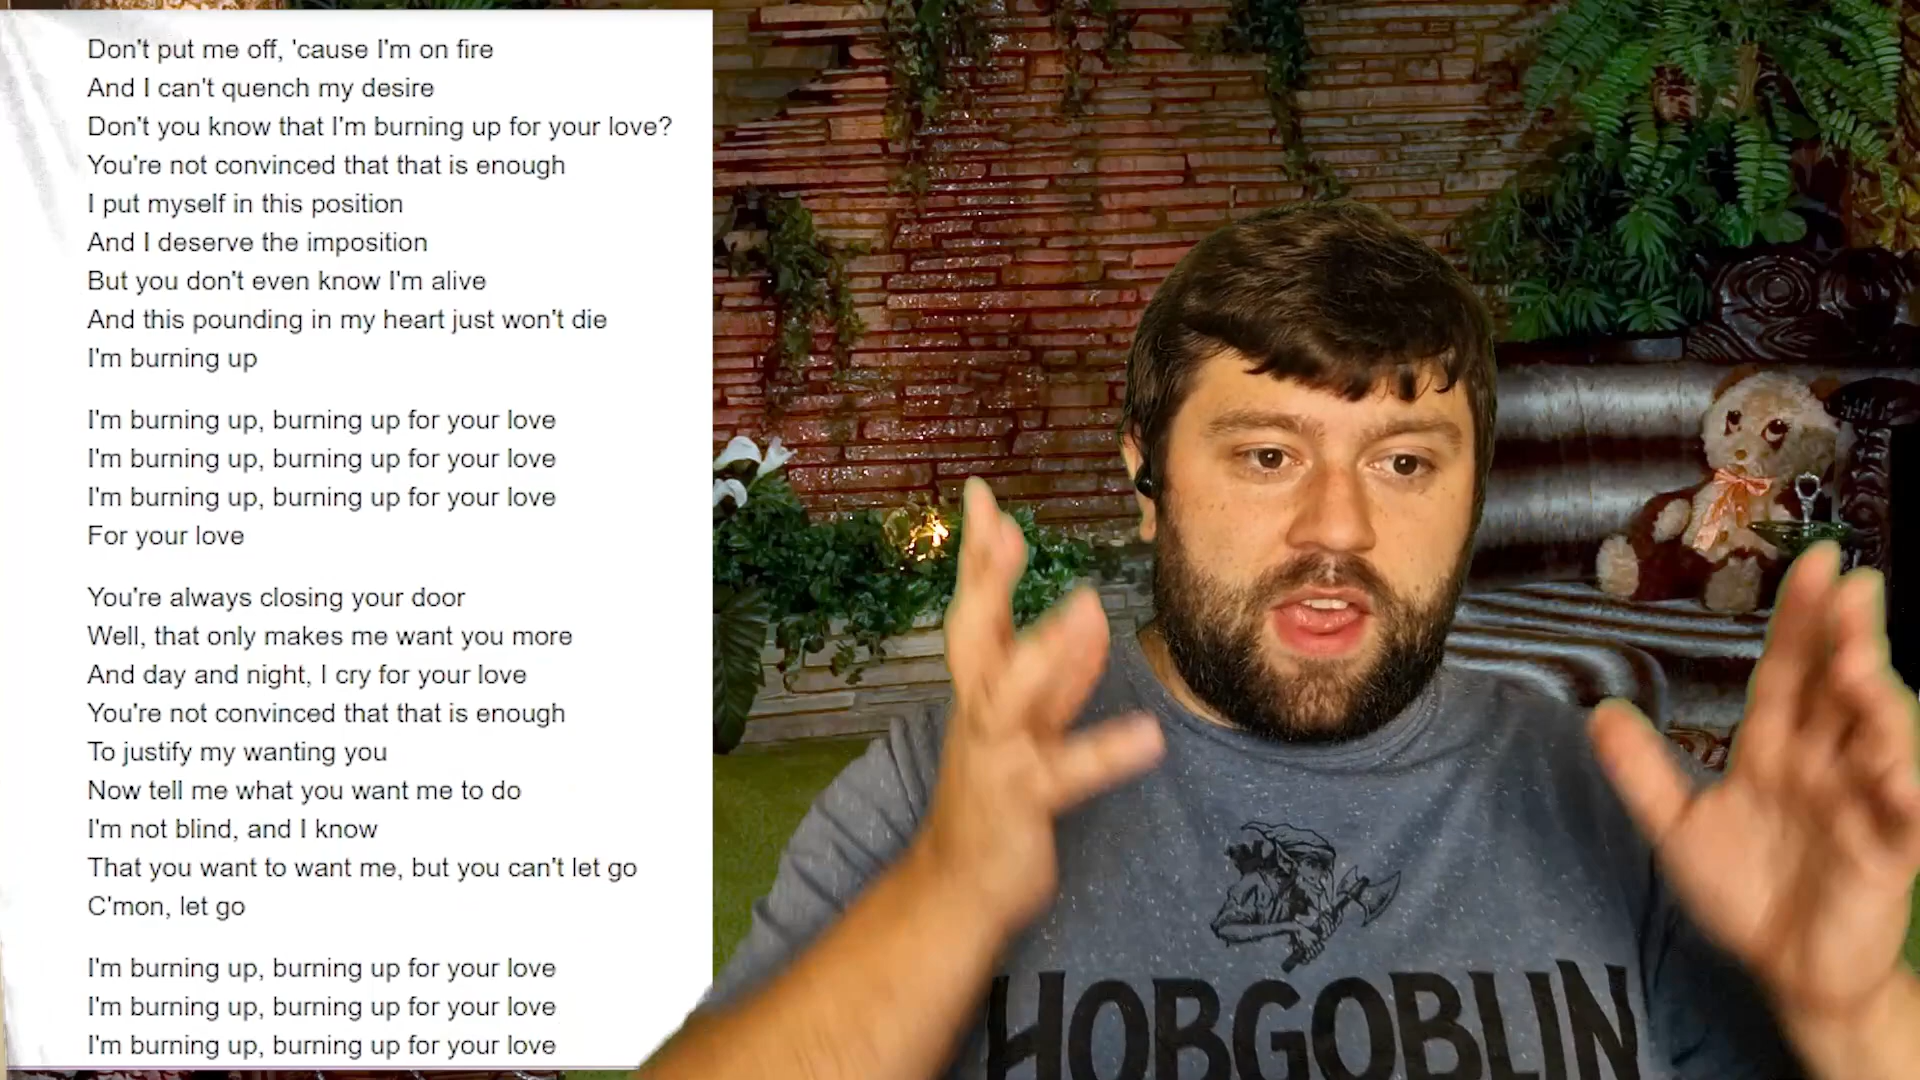 Don't put me off, 'cause I'm on fire
And I can't quench my desire
Don't you know that I'm burning up for your love?
You're not convinced that that is enough
I put myself in this position
And I deserve the imposition
But you don't even know I'm alive
And this pounding in my heart just won't die
I'm burning up
I'm burning up, burning up for your love
I'm burning up, burning up for your love
I'm burning up, burning up for your love
For your love
You're always closing your door
Well, that only makes me want you more
And day and night, I cry for your love
You're not convinced that that is enough
To justify my wanting you
Now tell me what you want me to do
I'm not blind, and I know
That you want to want me, but you can't let go
C'mon, let go
I'm burning up, burning up for your love
I'm burning up, burning up for your love
I'm burning up, burning up for your love
HOBGOBLIN